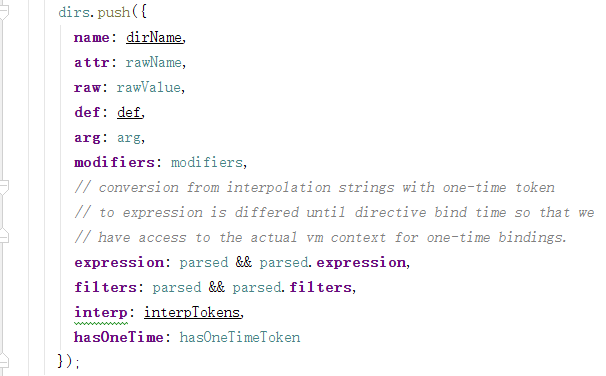 dirs.push({
name: dirName,
attr: rawName,
raw: rawValue,
def: def,
arg: arg,
modifiers: modifiers,
// conversion from interpolation strings with one-time token
// to expression is differed until directive bind time so that we
// have access to the actual vm context for one-time bindings.
expression: parsed && parsed.expression,
filters: parsed && parsed.filters,
interp: interpTokens,
hasOneTime: hasOneTimeToken
});